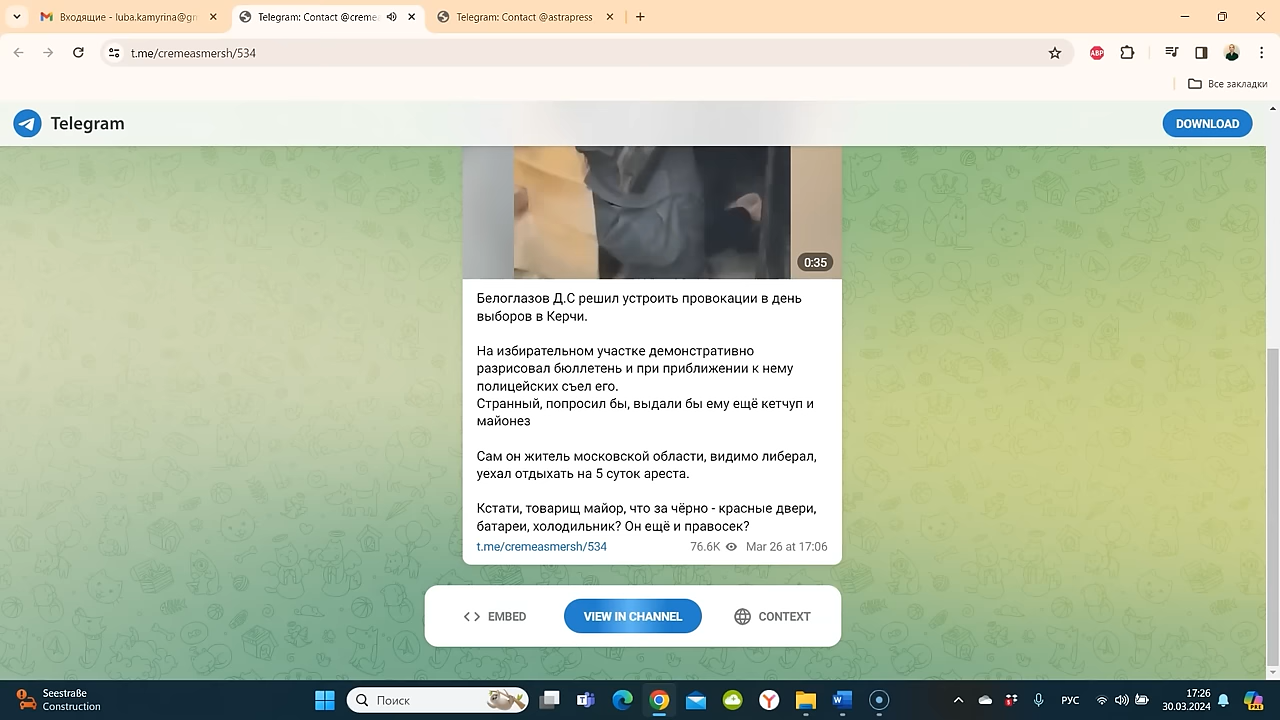 Входящие - luba.kamyrina@gm
Telegram: Contact @creme
Telegram: Contact @astrapress
t.me/cremeasmersh/534
ABP
Все закладки
Telegram
DOWNLOAD
0:35
Белоглазов Д.С решил устроить провокации в день
выборов в Керчи.
На избирательном участке демонстративно
разрисовал бюллетень и при приближении к нему
полицейских съел его.
Странный, попросил бы, выдали бы ему ещё кетчуп и
майонез
Сам он житель московской области, видимо либерал,
уехал отдыхать на 5 суток ареста.
Кстати, товарищ майор, что за чёрно - красные двери,
батареи, холодильник? Он ещё и правосек?
t.me/cremeasmersh/534 76.6K Mar 26 at 17:06
EMBED
VIEW IN CHANNEL
CONTEXT
Seestraße
Construction
Поиск
РУС
17:26
30.03.2024